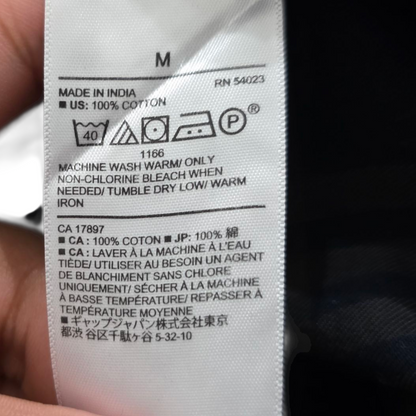 M
RN 54023
MADE IN INDIA
■ US: 100% COTTON
40 P ®
1166
MACHINE WASH WARM/ ONLY
NON-CHLORINE BLEACH WHEN
NEEDED/ TUMBLE DRY LOW/ WARM
IRON
CA 17897
■ CA : 100% COTTON ■ JP: 100% 綿
■ CA : LAVER À LA MACHINE À L'EAU
TIÈDE/ UTILISER AU BESOIN UN AGENT
DE BLANCHIMENT SANS CHLORE
UNIQUEMENT/ SÉCHER À LA MACHINE
À BASSE TEMPÉRATURE/ REPASSER À
TEMPÉRATURE MOYENNE
■ ギャップジャパン株式会社東京
都渋 谷区千駄ヶ谷 5-32-10